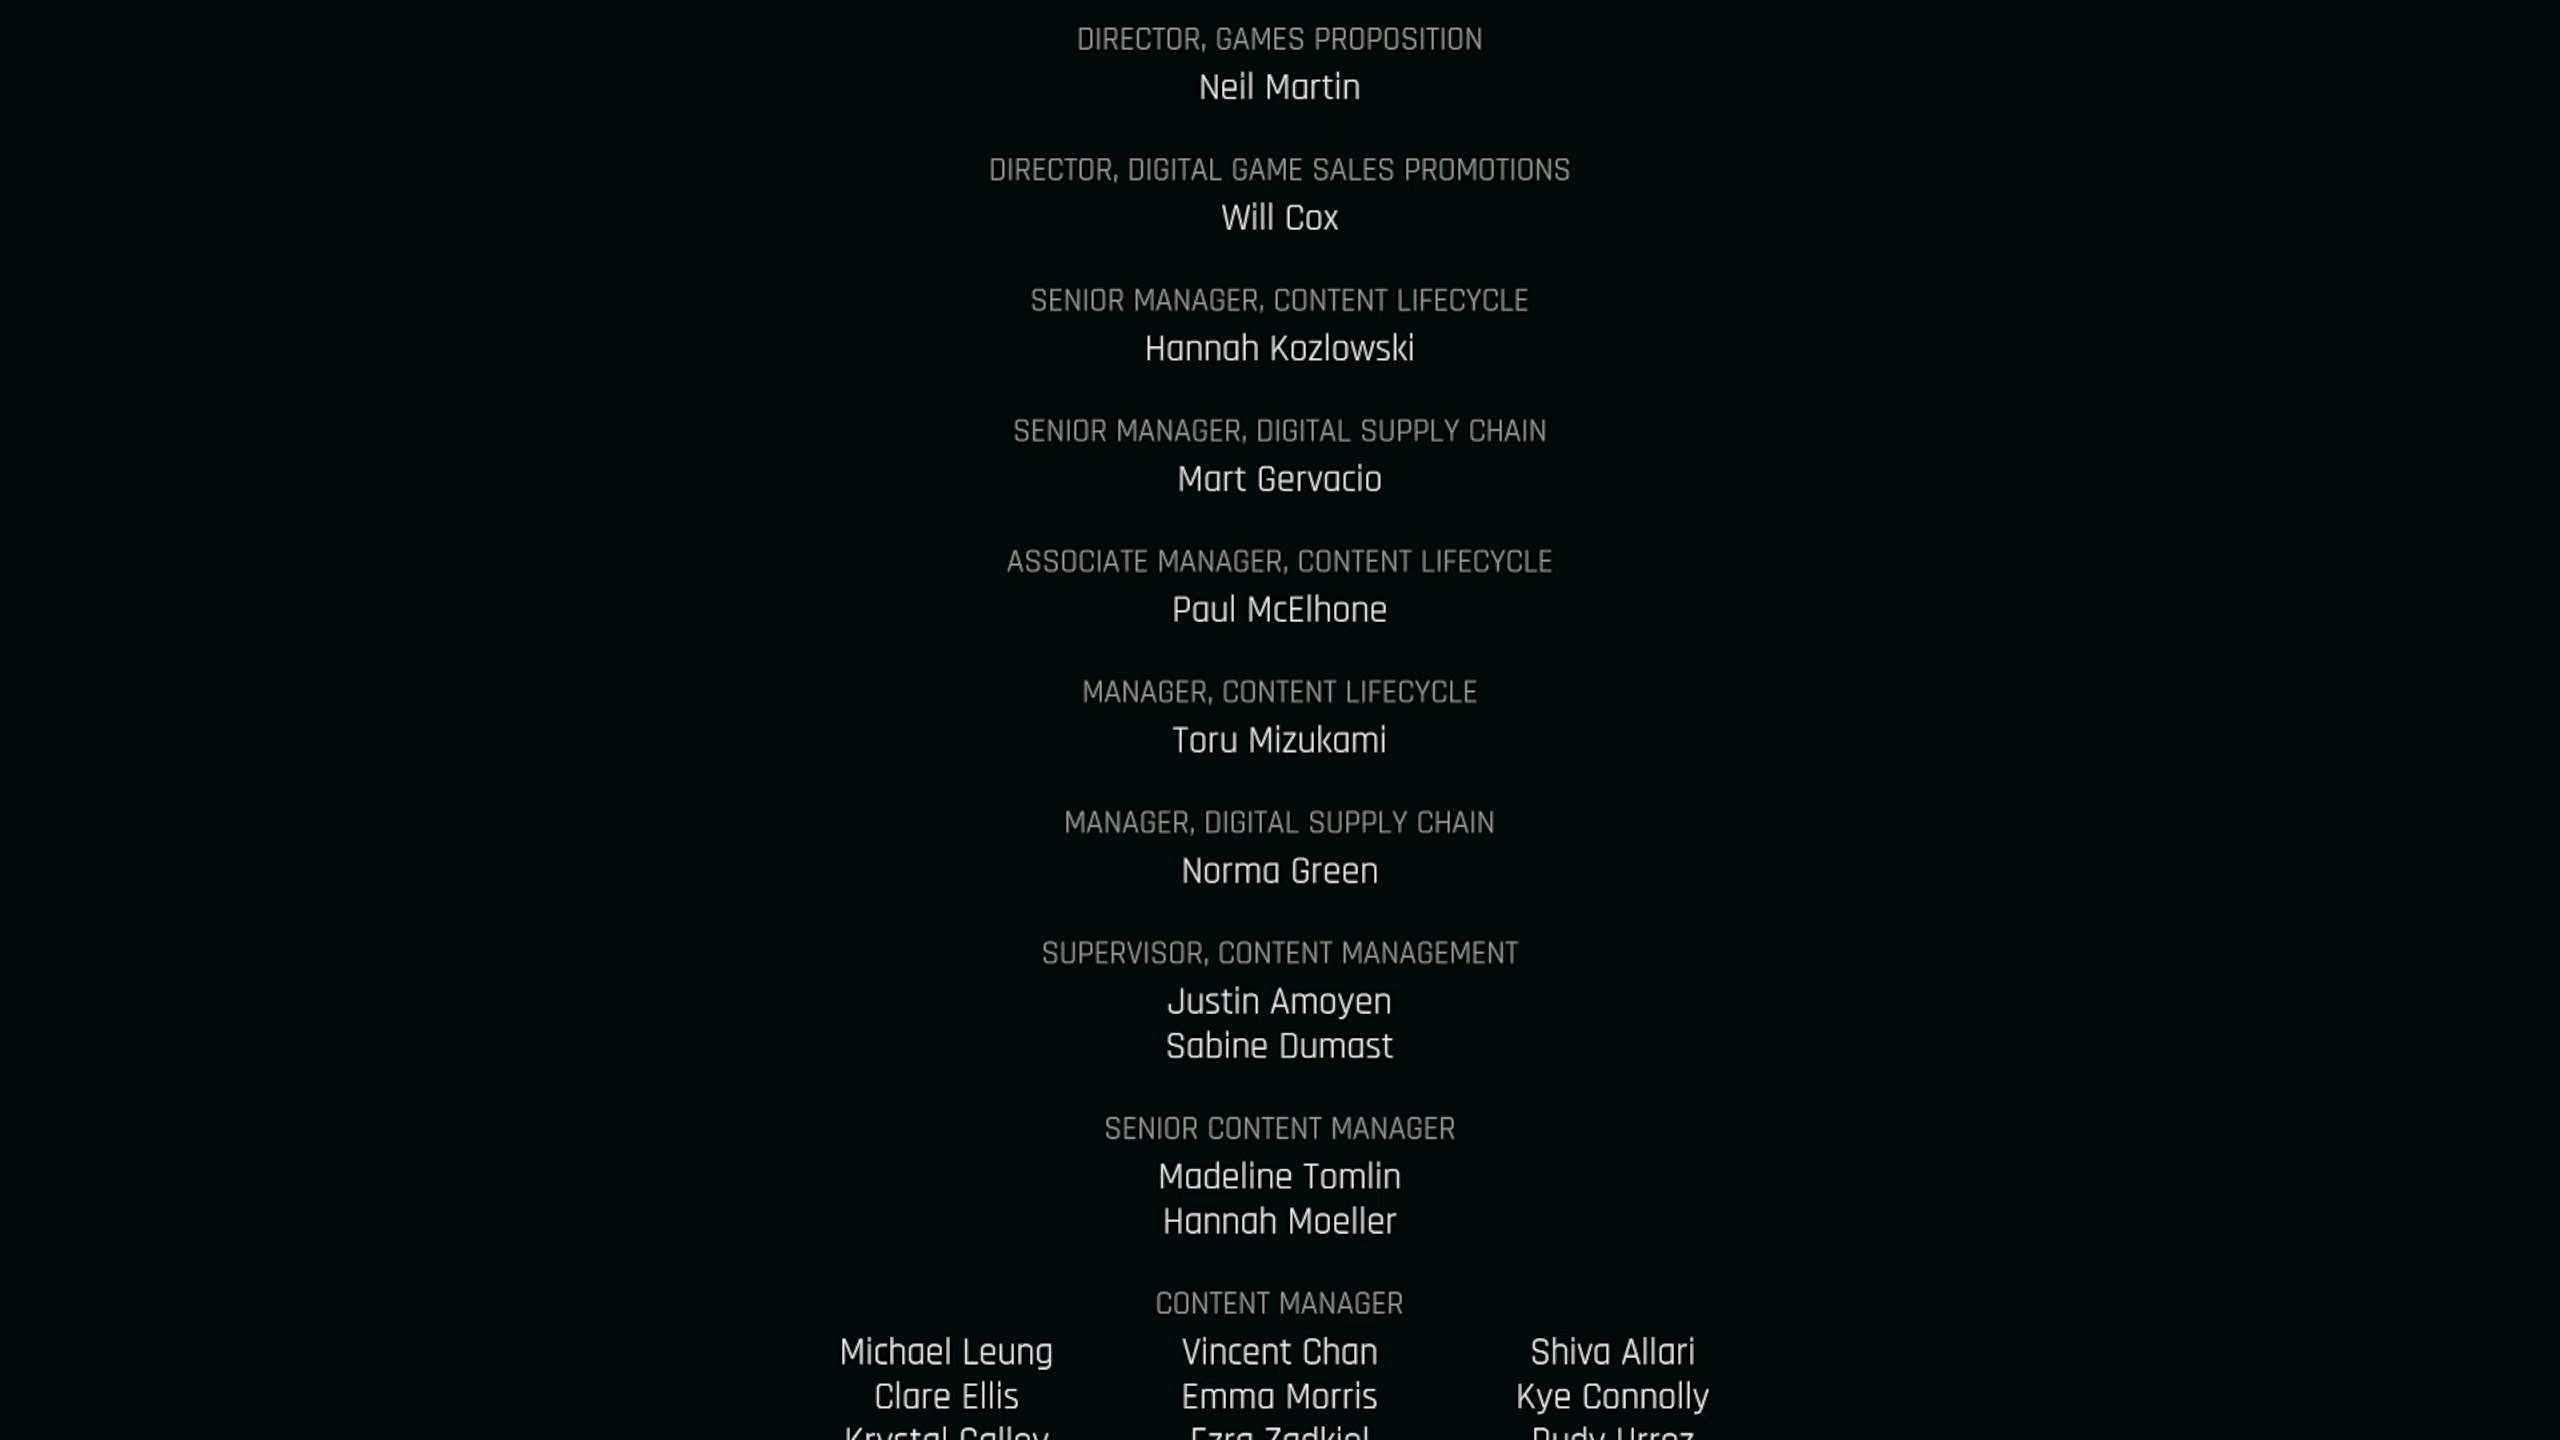 DIRECTOR, GAMES PROPOSITION
Neil Martin
DIRECTOR, DIGITAL GAME SALES PROMOTIONS
Will Cox
SENIOR MANAGER, CONTENT LIFECYCLE
Hannah Kozlowski
SENIOR MANAGER, DIGITAL SUPPLY CHAIN
Mart Gervacio
ASSOCIATE MANAGER, CONTENT LIFECYCLE
Paul McElhone
MANAGER, CONTENT LIFECYCLE
Toru Mizukami
MANAGER, DIGITAL SUPPLY CHAIN
Norma Green
SUPERVISOR, CONTENT MANAGEMENT
Justin Amoyen
Sabine Dumast
SENIOR CONTENT MANAGER
Madeline Tomlin
Hannah Moeller
CONTENT MANAGER
Michael Leung Vincent Chan Shiva Allari
Clare Ellis Emma Morris Kye Connolly